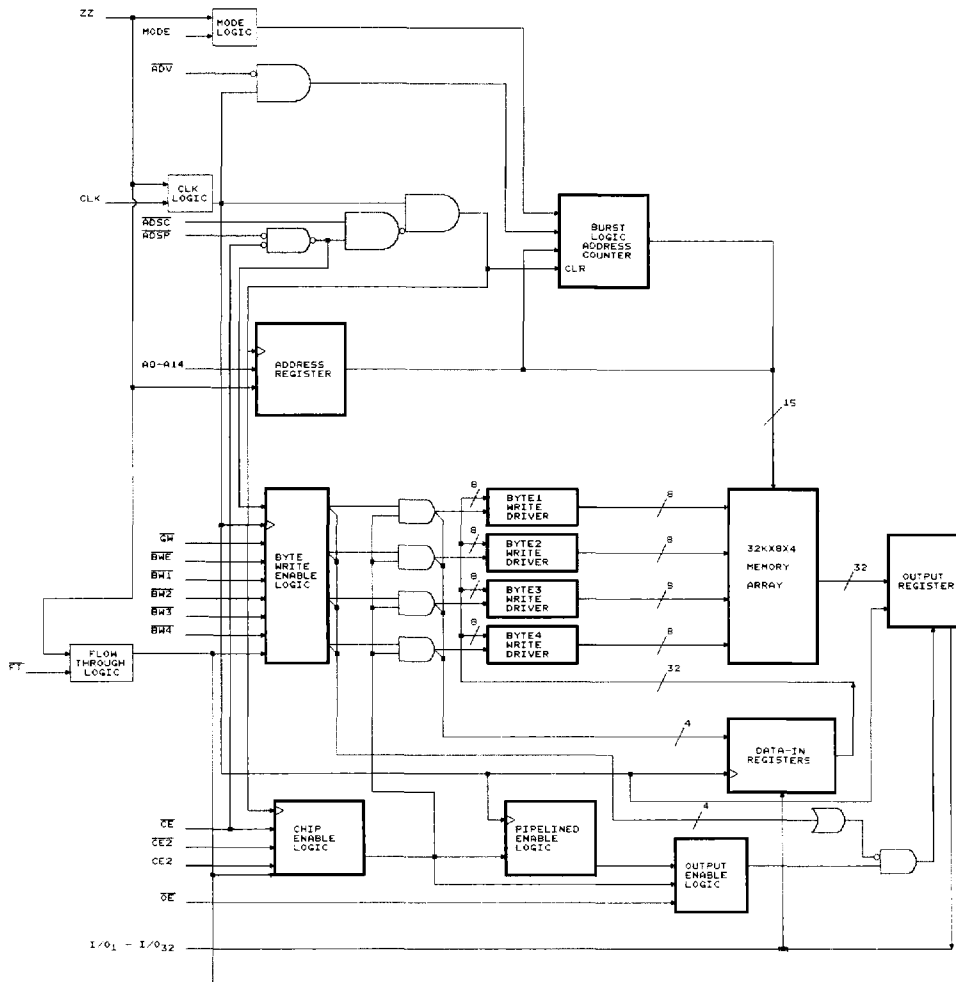 ZZ
MODE
MODE
LOGIC
ADV
CLK
CLK
LOGIC
ADSC
ADSP
BURST
LOGIC
ADDRESS
COUNTER
CLR
A0-A14
ADDRESS
REGISTER
15
GW
BWE
BW1
BW2
BW3
BW4
BYTE
WRITE
ENABLE
LOGIC
8
BYTE1
WRITE
DRIVER
8
8
BYTE2
WRITE
DRIVER
8
8
BYTE3
WRITE
DRIVER
8
8
BYTE4
WRITE
DRIVER
8
32KX8X4
MEMORY
ARRAY
32
OUTPUT
REGISTER
FT
FLOW
THROUGH
LOGIC
32
4
DATA-IN
REGISTERS
4
CE
CE2
CE2
CHIP
ENABLE
LOGIC
PIPELINED
ENABLE
LOGIC
OUTPUT
ENABLE
LOGIC
OE
I/O1 - I/O32